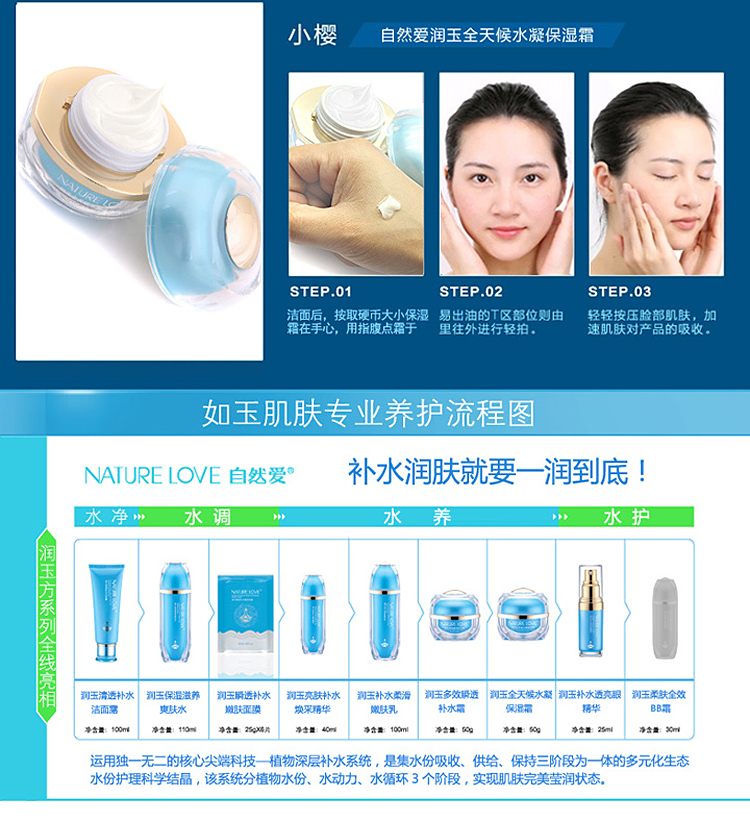 小樱
自然爱润玉全天候水凝保湿霜
NATURE LO
STEP.01
洁面后，按取硬币大小保湿
霜在手心，用指腹点霜于
STEP.02
易出油的T区部位则由
里往外进行轻拍。
STEP.03
轻轻按压脸部肌肤，加
速肌肤对产品的吸收。
如玉肌肤专业养护流程图
NATURE LOVE 自然爱®
补水润肤就要一润到底！
水净 水调 水养 水护
润玉方系列全线亮相
润玉清透补水
洁面露
净含量：100ml
润玉保湿滋养
爽肤水
净含量：110ml
NATURE LOVE
润玉瞬透补水
嫩肤面膜
净含量：25gX6片
润玉亮肤补水
焕采精华
净含量：40ml
润玉补水柔滑
嫩肤乳
净含量：100ml
润玉多效瞬透
补水霜
净含量：50g
润玉全天候水凝
保湿霜
净含量：50g
润玉补水透亮眼
精华
净含量：25ml
润玉柔肤全效
BB霜
净含量：30ml
运用独一无二的核心尖端科技—植物深层补水系统，是集水份吸收、供给、保持三阶段为一体的多元化生态
水份护理科学结晶，该系统分植物水份、水动力、水循环 3 个阶段，实现肌肤完美莹润状态。